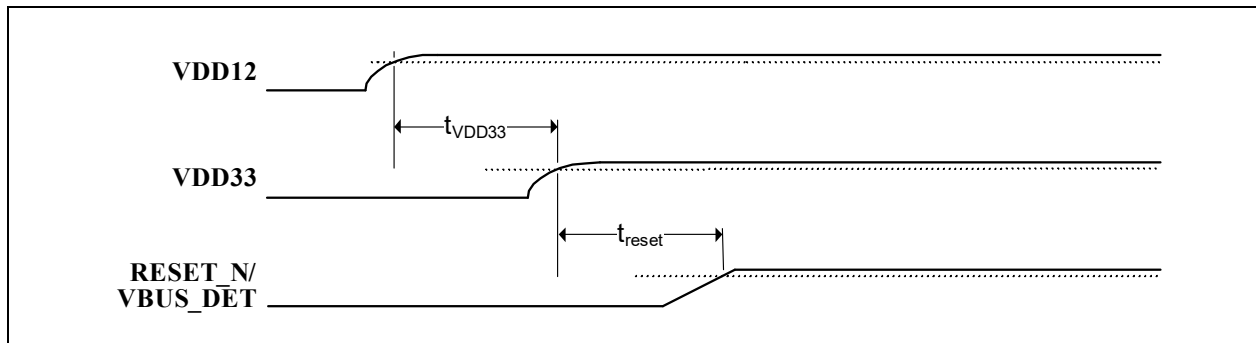 VDD12
tVDD33
VDD33
treset
RESET_N/
VBUS_DET